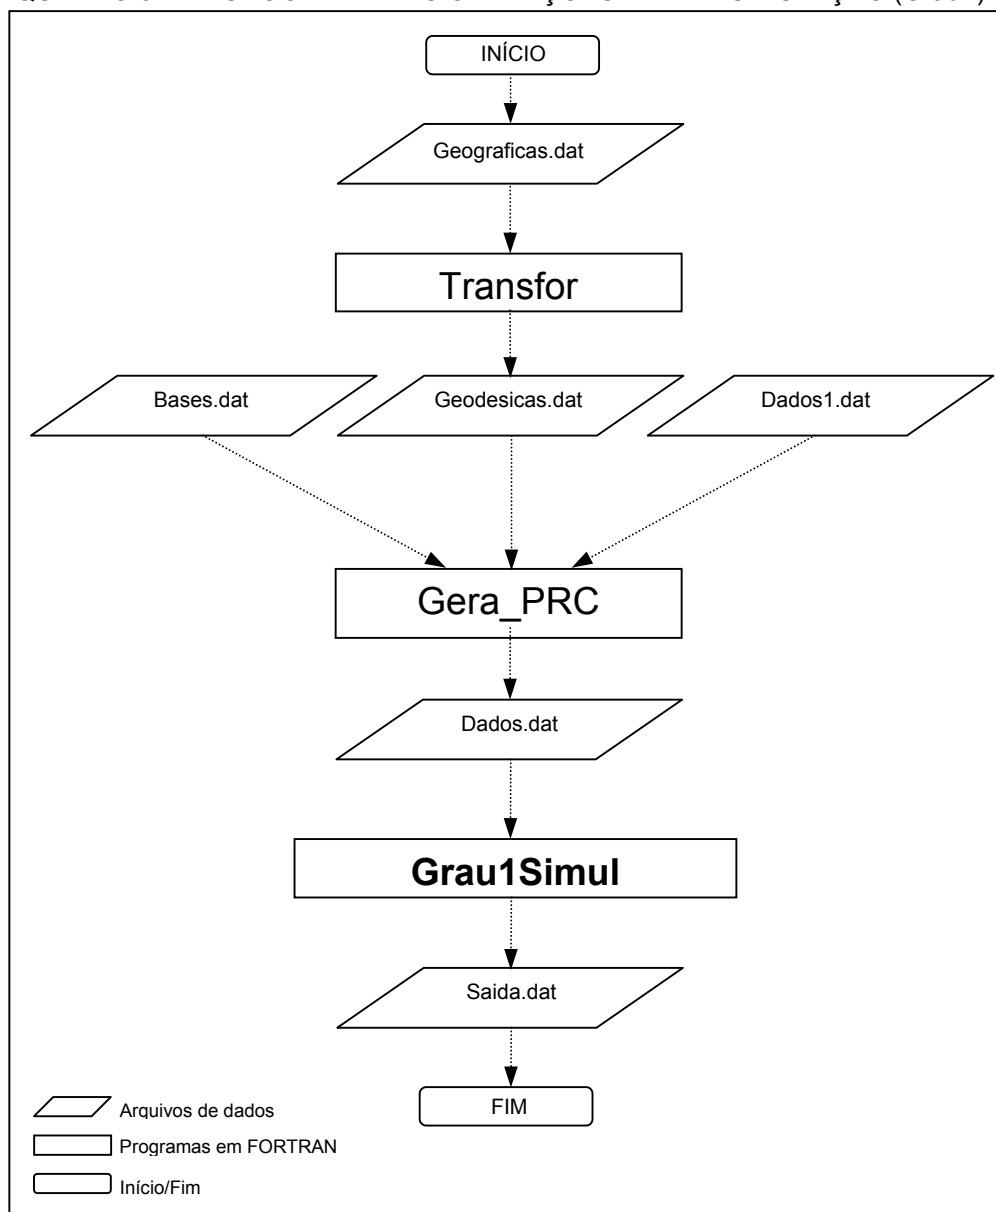 INÍCIO
Geograficas.dat
Transfor
Bases.dat
Geodesicas.dat
Dados1.dat
Gera_PRC
Dados.dat
Grau1Simul
Saida.dat
FIM
Arquivos de dados
Programas em FORTRAN
Início/Fim